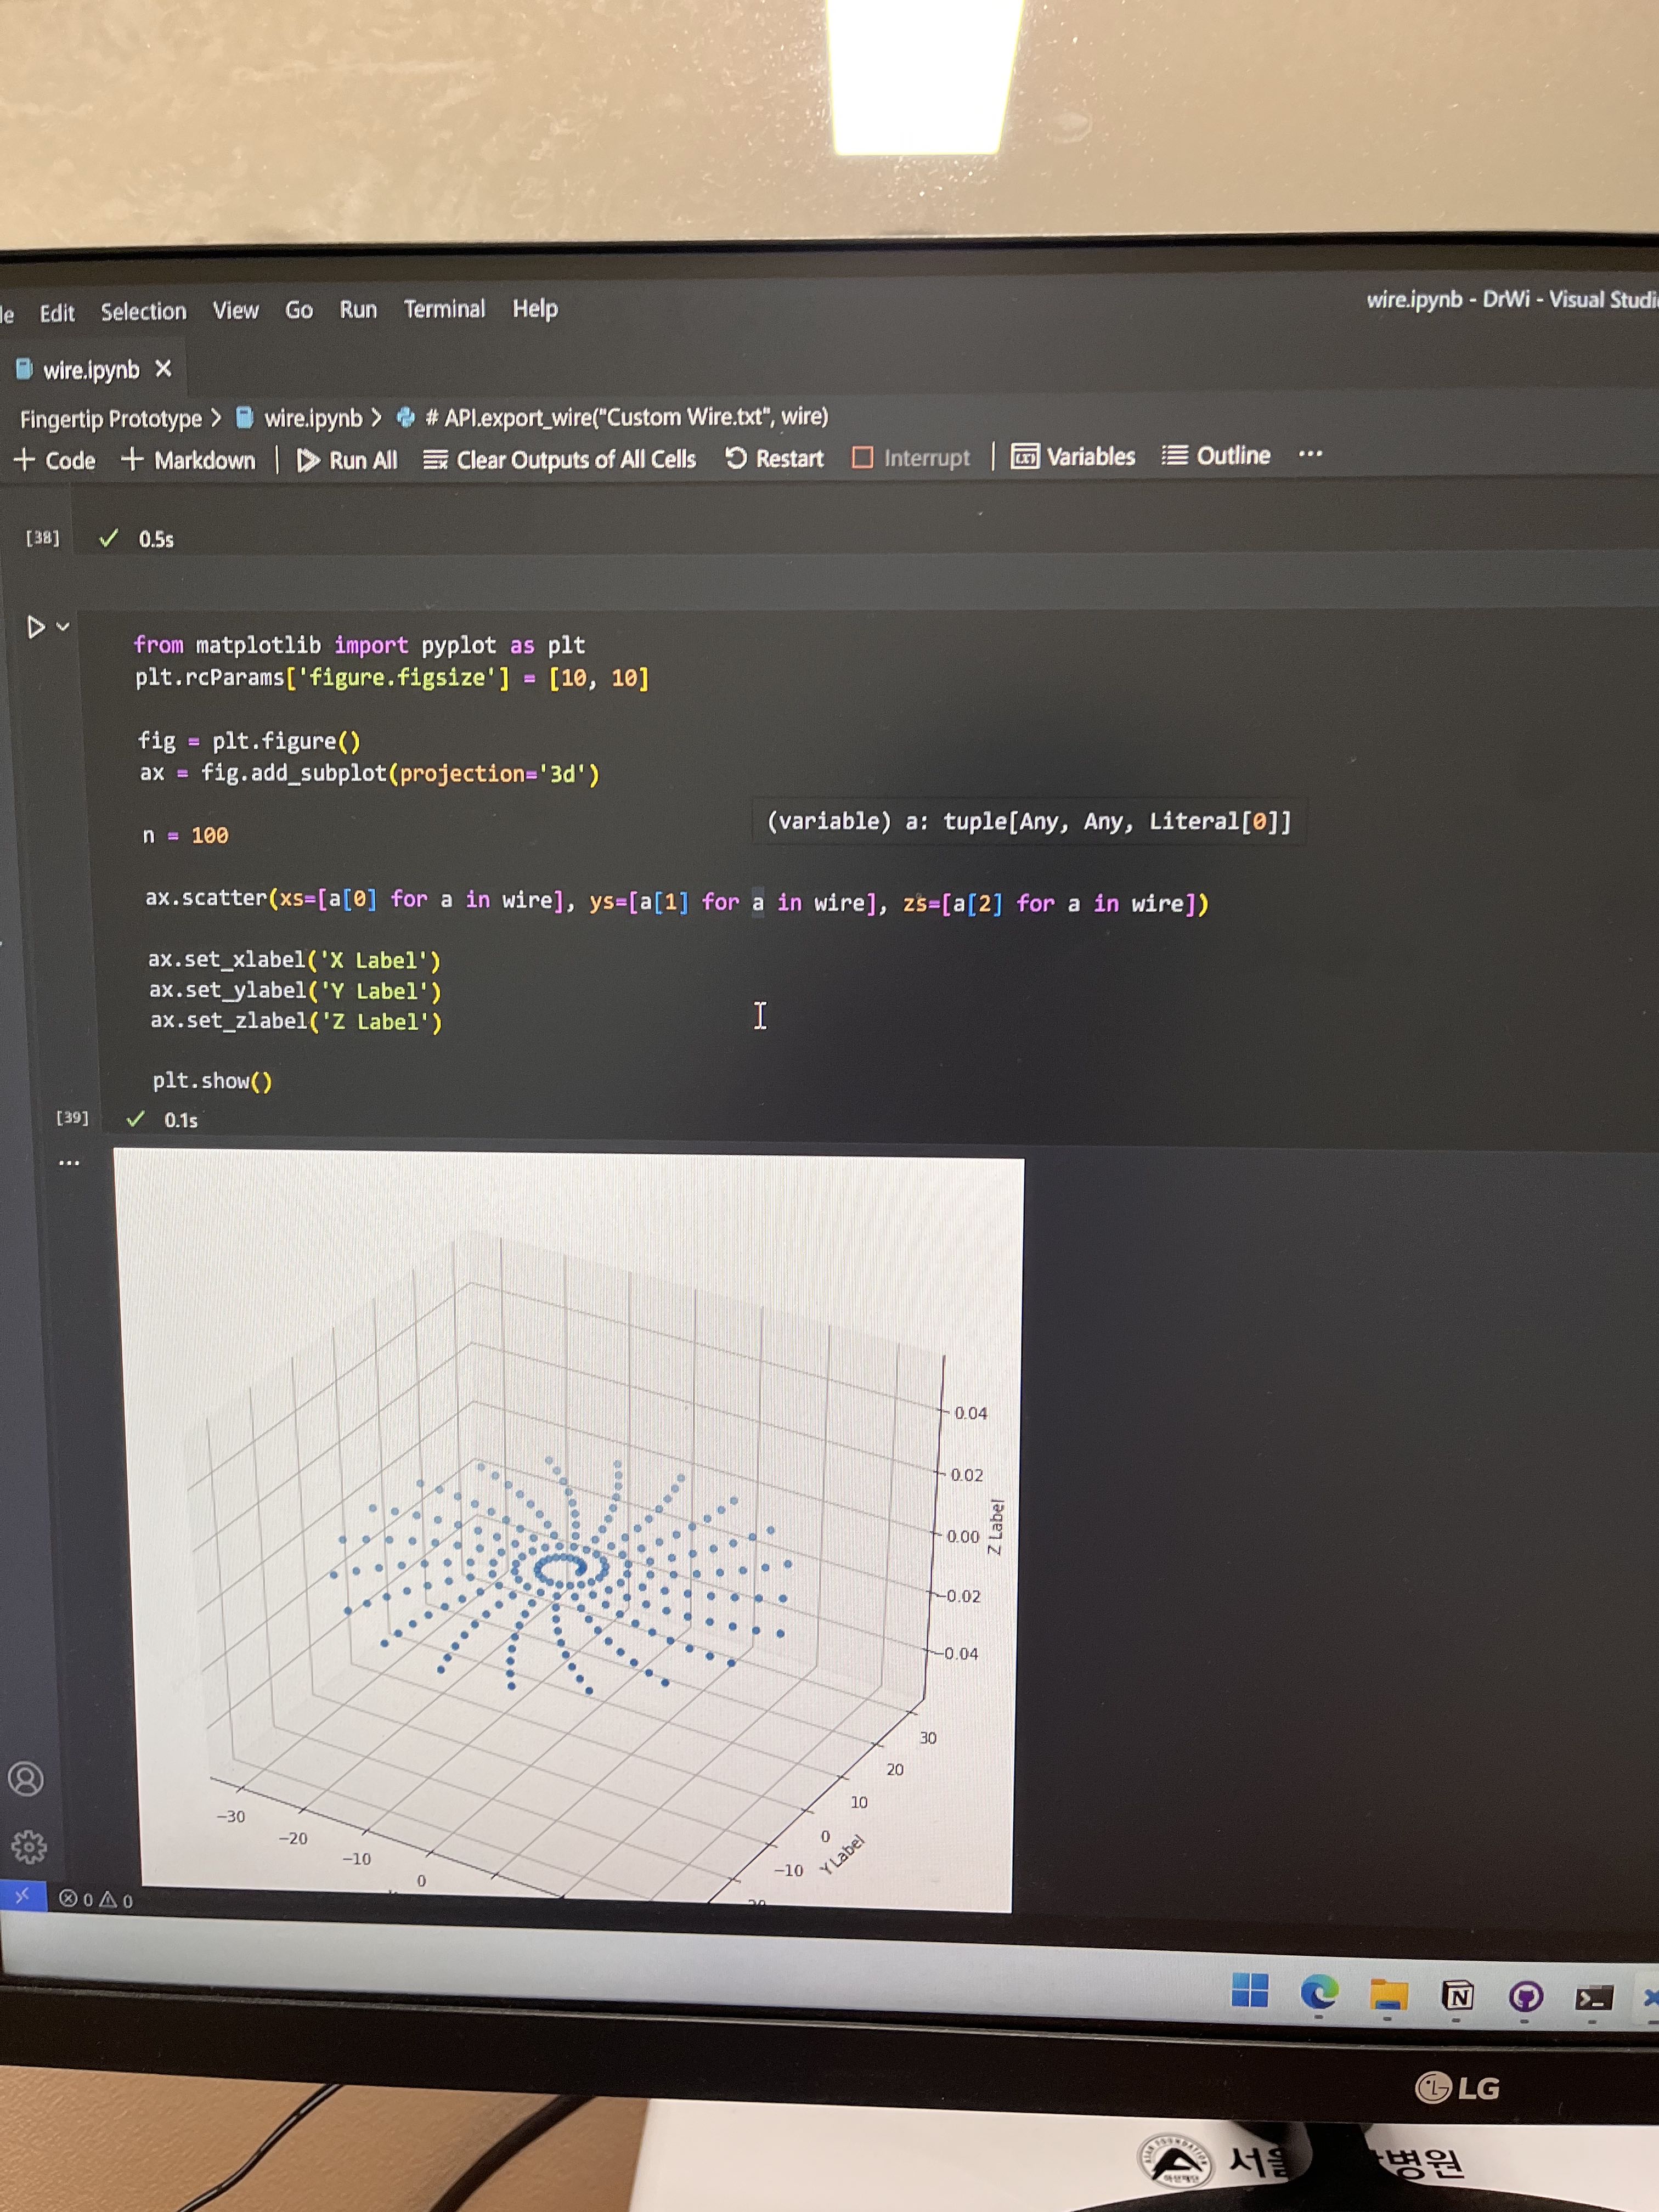 Edit Selection View Go Run Terminal Help
wire.ipynb - DrWi - Visual Studi
wire.ipynb
Fingertip Prototype > wire.ipynb > # API.export_wire("Custom Wire.txt", wire)
+ Code + Markdown | Run All Clear Outputs of All Cells Restart Interrupt | Variables Outline ...
[38] 0.5s
from matplotlib import pyplot as plt
plt.rcParams['figure.figsize'] = [10, 10]
fig = plt.figure()
ax = fig.add_subplot(projection='3d')
(variable) a: tuple[Any, Any, Literal[0]]
n = 100
ax.scatter(xs=[a[0] for a in wire], ys=[a[1] for a in wire], zs=[a[2] for a in wire])
ax.set_xlabel('X Label')
ax.set_ylabel('Y Label')
ax.set_zlabel('Z Label')
plt.show()
[39] 0.1s
...
0.04
0.02
0.00
−0.02
−0.04
Z Label
30
20
10
0
−10
Y Label
−30
−20
−10
0
0 0
LG
ASAN FOUNDATION
아산재단
병원